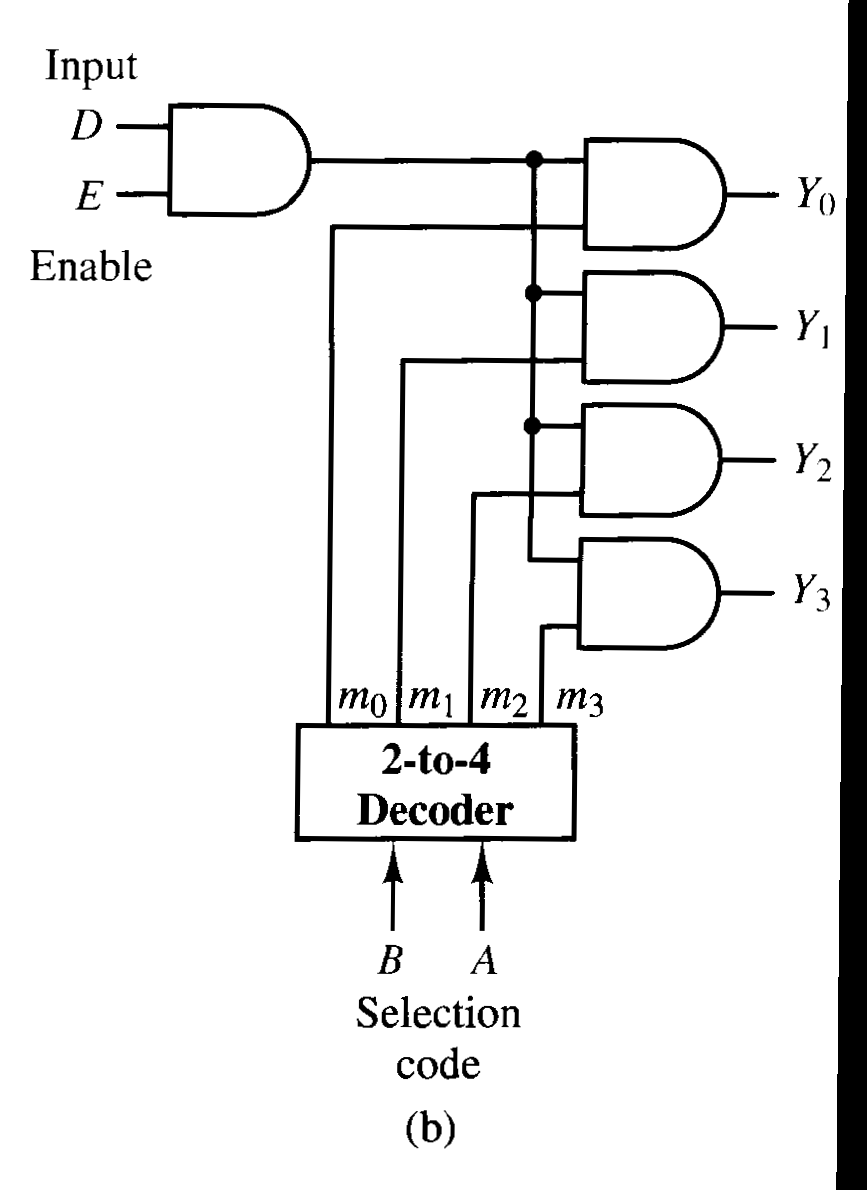 Input
D
E
Enable
Y0
Y1
Y2
Y3
m0 m1 m2 m3
2-to-4
Decoder
B A
Selection
code
(b)